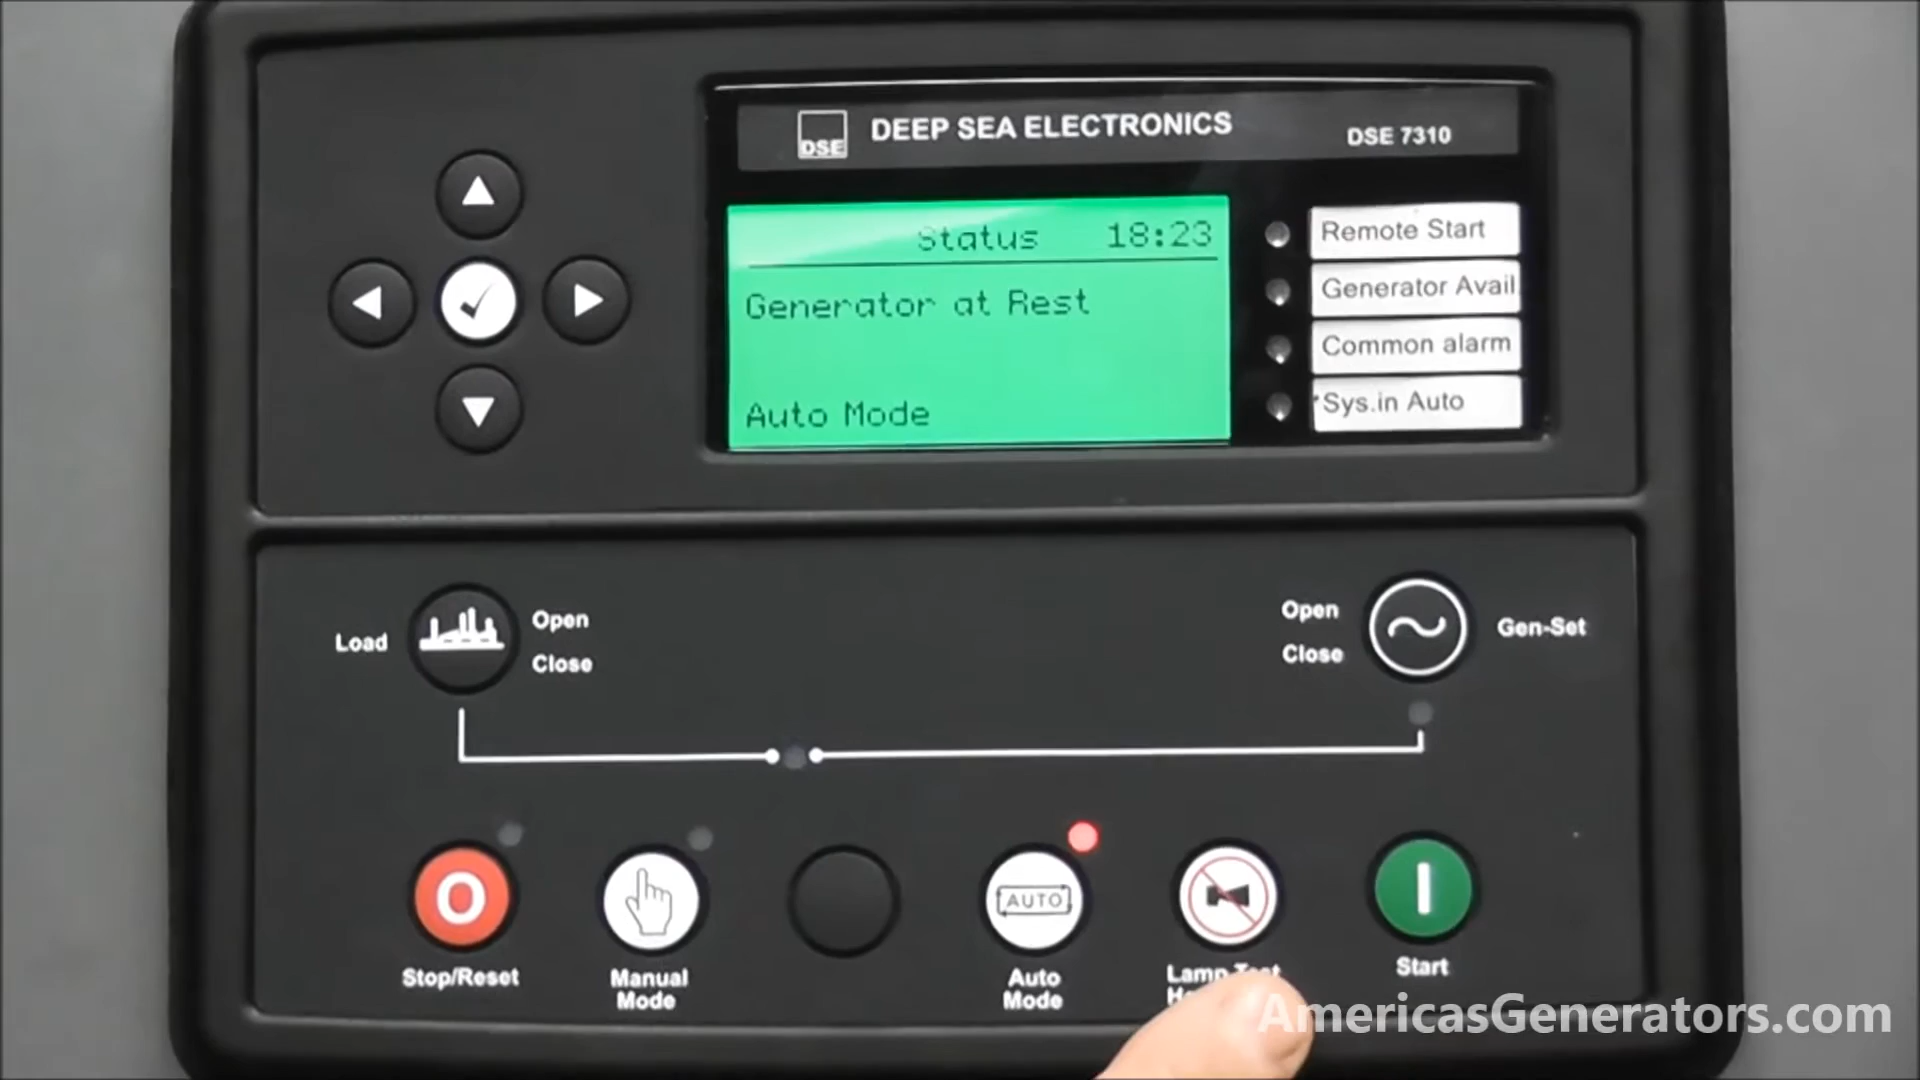 DSE
DEEP SEA ELECTRONICS
DSE 7310
Status 18:23
Generator at Rest
Auto Mode
Remote Start
Generator Avail
Common alarm
Sys.in Auto
Load
Open
Close
Open
Close
Gen-Set
O
AUTO
I
Stop/Reset
Manual
Mode
Auto
Mode
Lamp Test
Start
AmericasGenerators.com